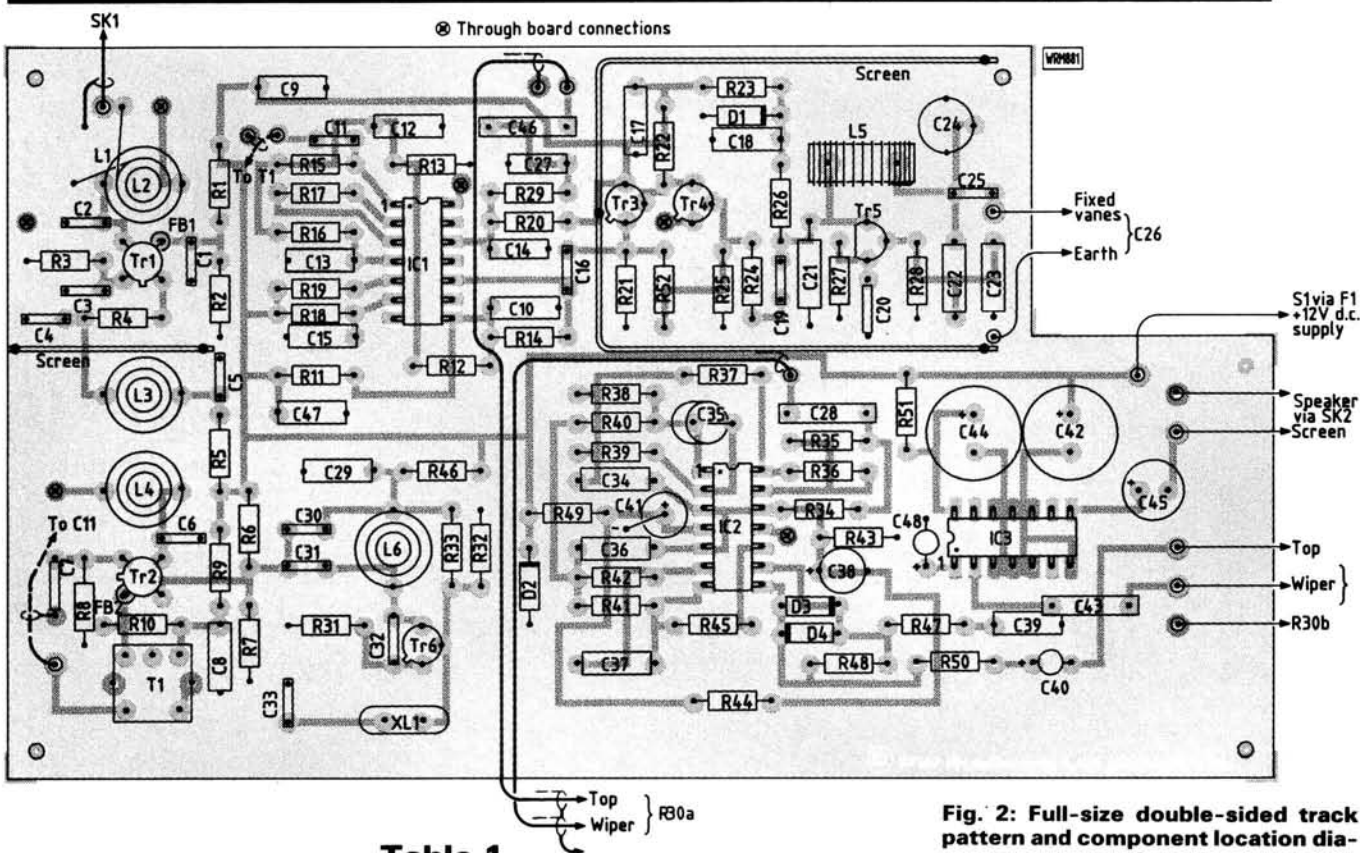 SK1
⊗ Through board connections
WRM881
Screen
C9
R23
D1
C17
C18
R22
L5
C24
C12
C46
C11
L1
L2
R1
To T1
R15
R13
C27
C25
R17
R29
Tr3
Tr4
R26
Fixed vanes
C26
C2
FB1
1
R20
Tr5
R16
IC1
C14
Earth
R3
Tr1
C1
C13
C16
R21
R52
R25
R24
C21
R27
R28
C22
C23
R2
R19
C19
C20
C3
R4
R18
C10
S1 via F1
+12V d.c.
supply
C4
C15
R14
Screen
R12
C5
R11
R37
L3
R38
Speaker
via SK2
C47
R40
C35
C28
R51
C44
C42
Screen
R5
R39
R35
C29
R46
R36
L4
C34
1
C45
To C11
R6
C30
R49
C41
IC2
R34
C48
C6
R33
R32
R43
IC3
C31
L6
C36
1
Top
C7
R9
D2
R42
C38
Wiper
Tr2
R8
FB2
R41
D3
C43
R10
R7
R31
C32
Tr6
R45
D4
R47
C39
R30b
C8
C37
R48
R50
T1
C33
R44
C40
XL1
Top
R30a
Wiper
Fig. 2: Full-size double-sided track
pattern and component location dia-
Table 1